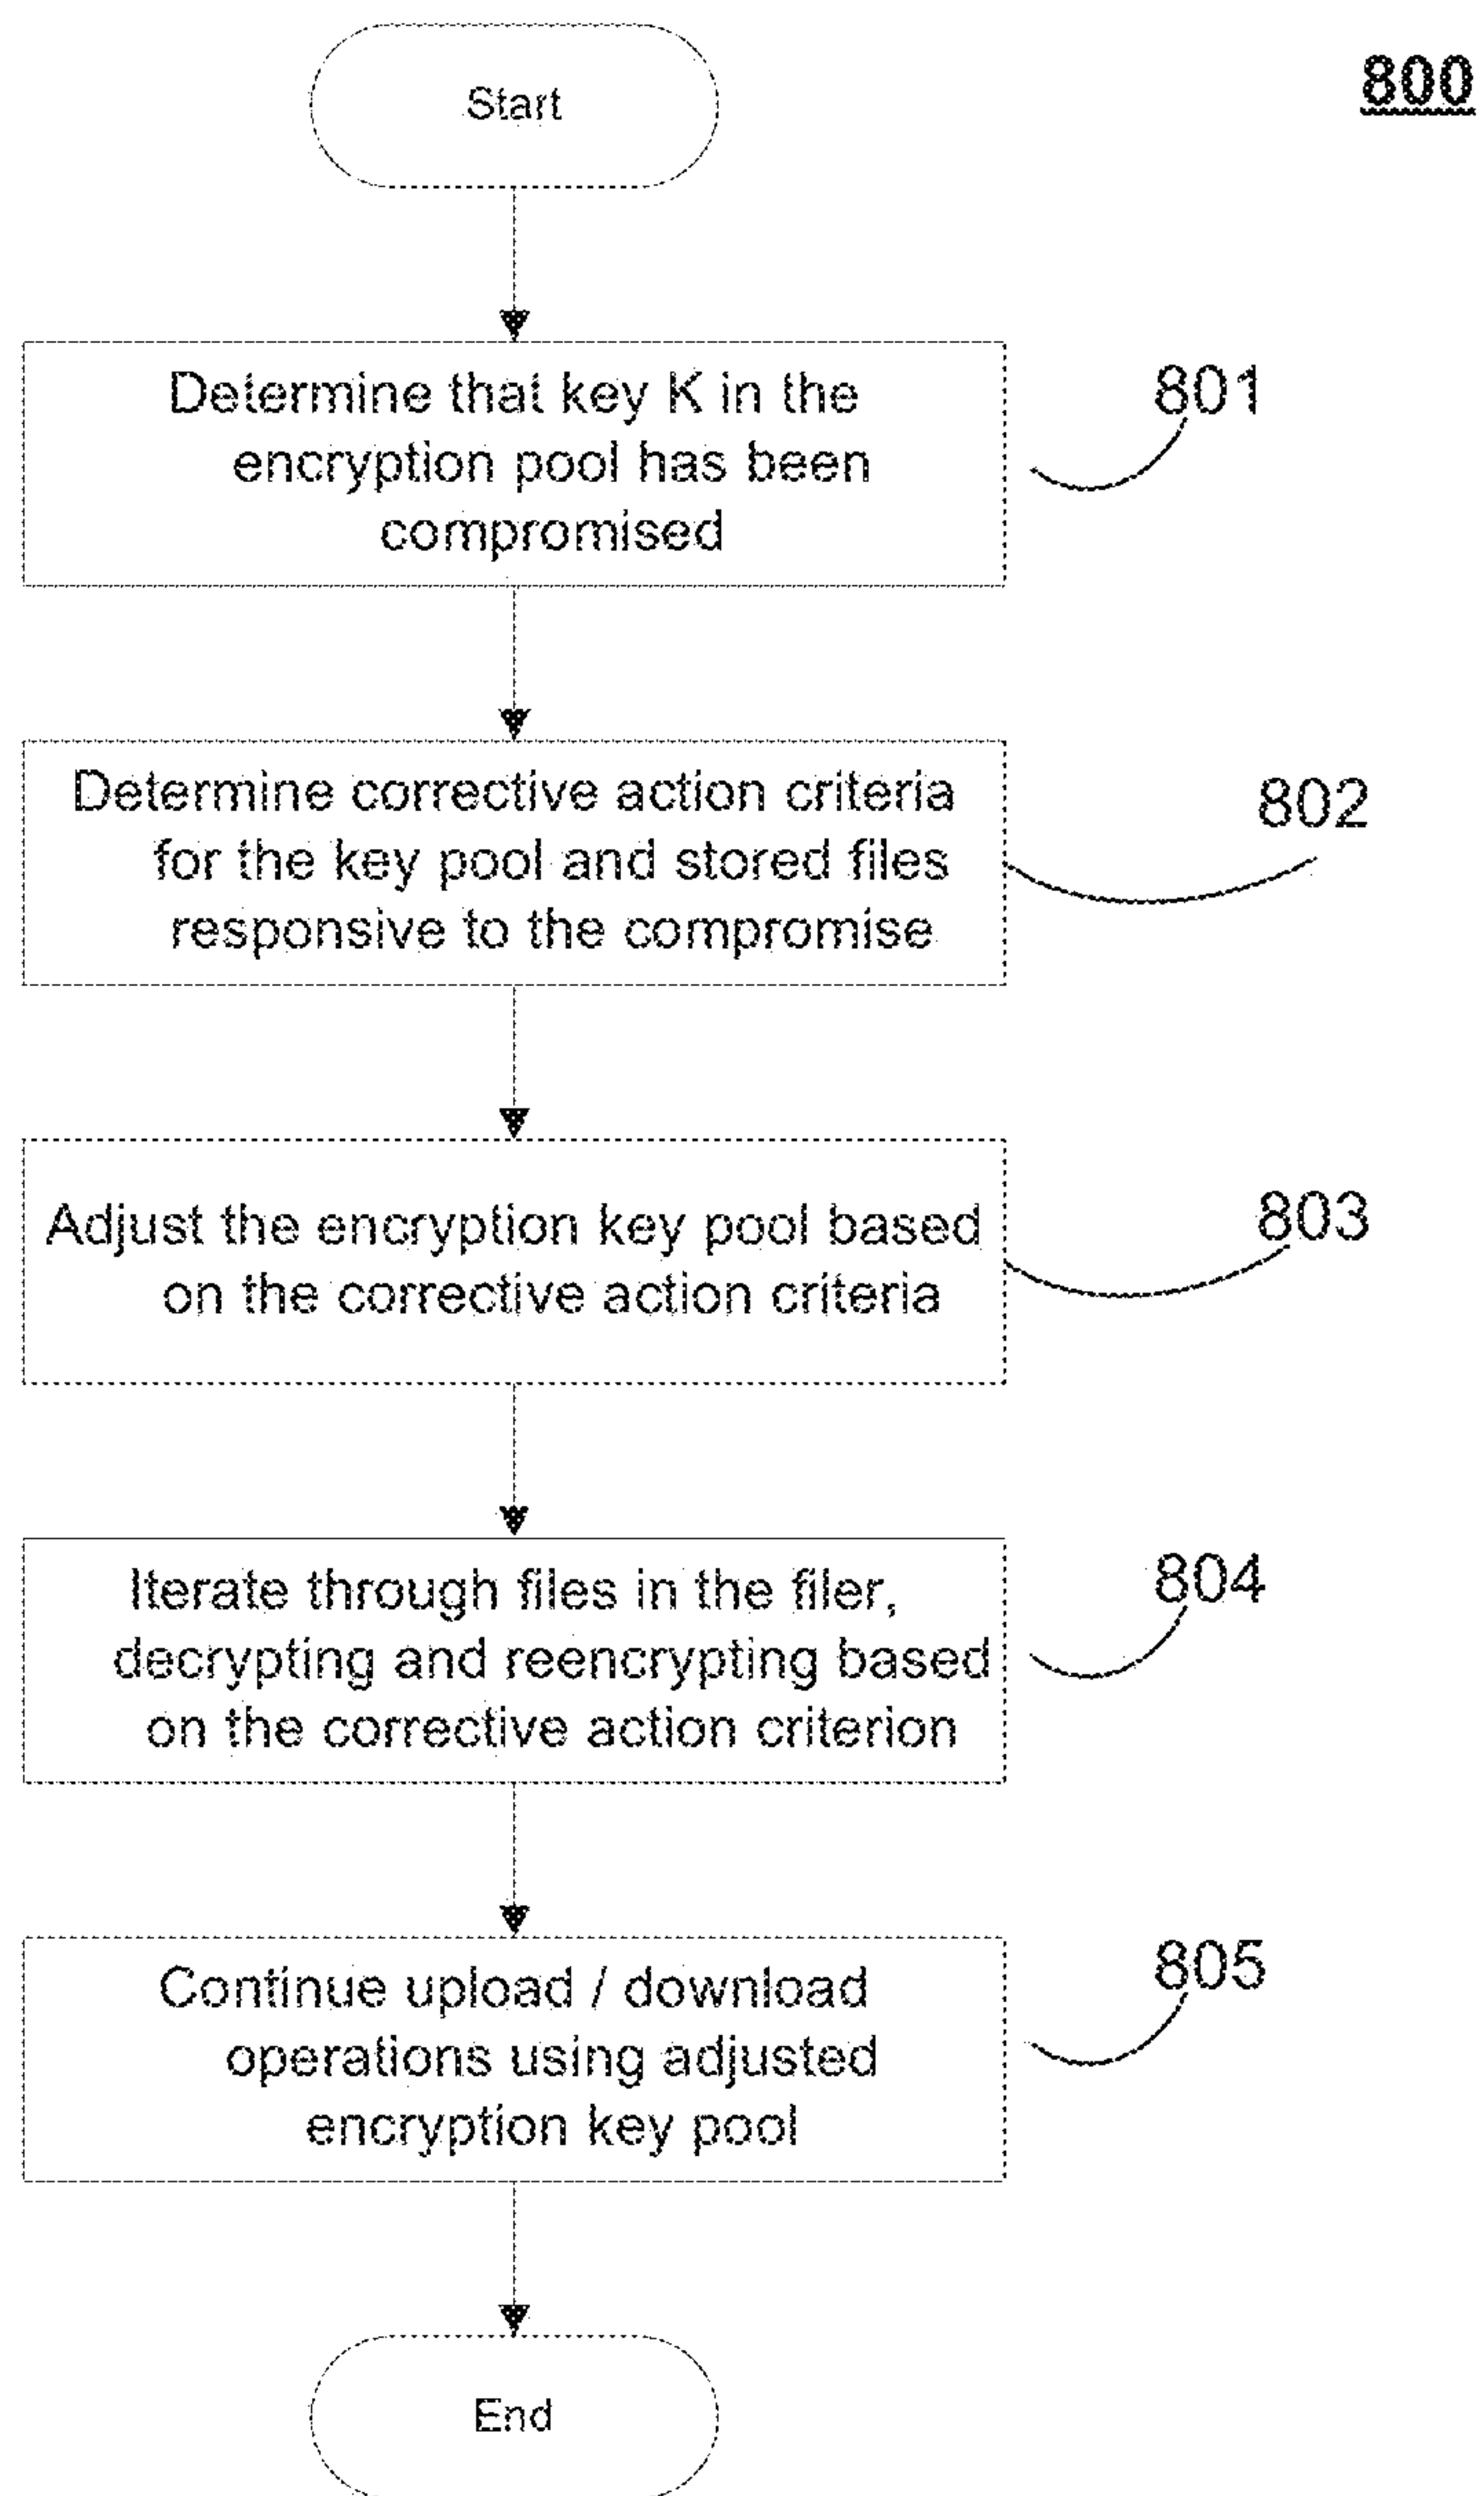 Start
800
Determine that key K in the
encryption pool has been
compromised
801
Determine corrective action criteria
for the key pool and stored files
responsive to the compromise
802
Adjust the encryption key pool based
on the corrective action criteria
803
Iterate through files in the filer,
decrypting and reencrypting based
on the corrective action criterion
804
Continue upload / download
operations using adjusted
encryption key pool
805
End